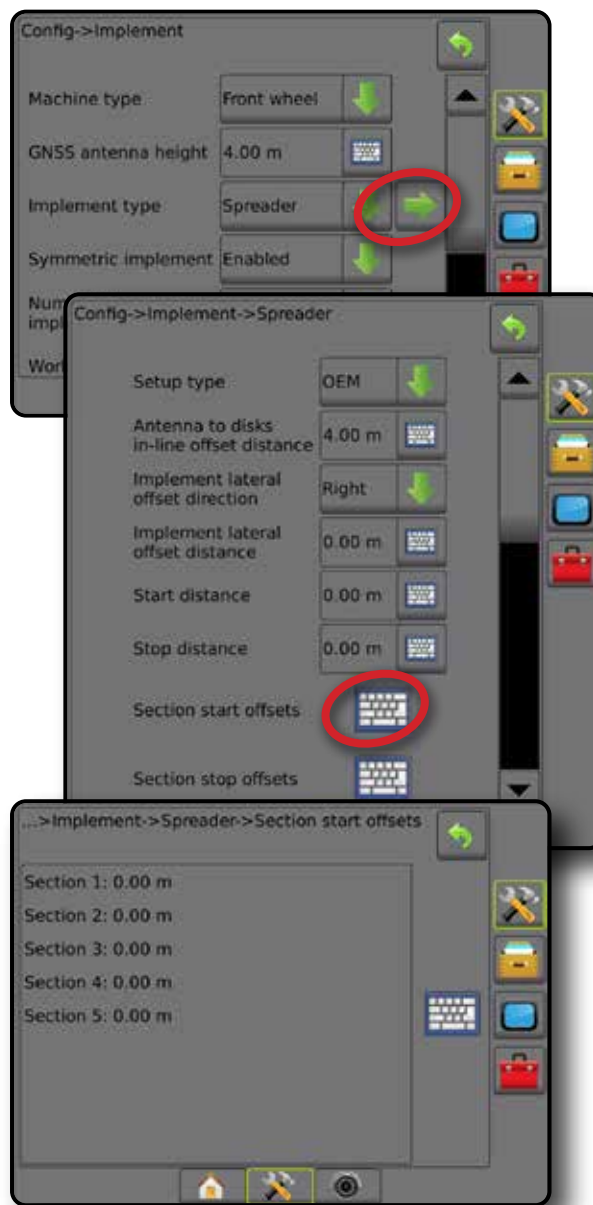 Config->Implement
Machine type Front wheel
GNSS antenna height 4.00 m
Implement type Spreader
Symmetric implement Enabled
Config->Implement->Spreader
Setup type OEM
Antenna to disks
in-line offset distance 4.00 m
Implement lateral
offset direction Right
Implement lateral
offset distance 0.00 m
Start distance 0.00 m
Stop distance 0.00 m
Section start offsets
Section stop offsets
...>Implement->Spreader->Section start offsets
Section 1: 0.00 m
Section 2: 0.00 m
Section 3: 0.00 m
Section 4: 0.00 m
Section 5: 0.00 m